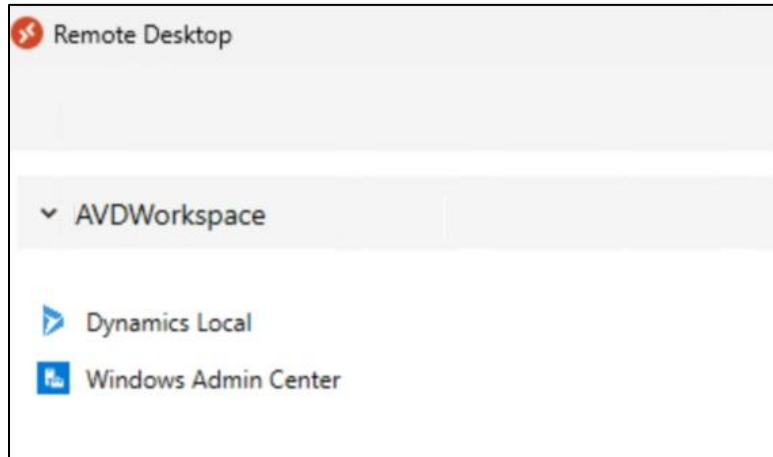 Remote Desktop
AVDWorkspace
Dynamics Local
Windows Admin Center